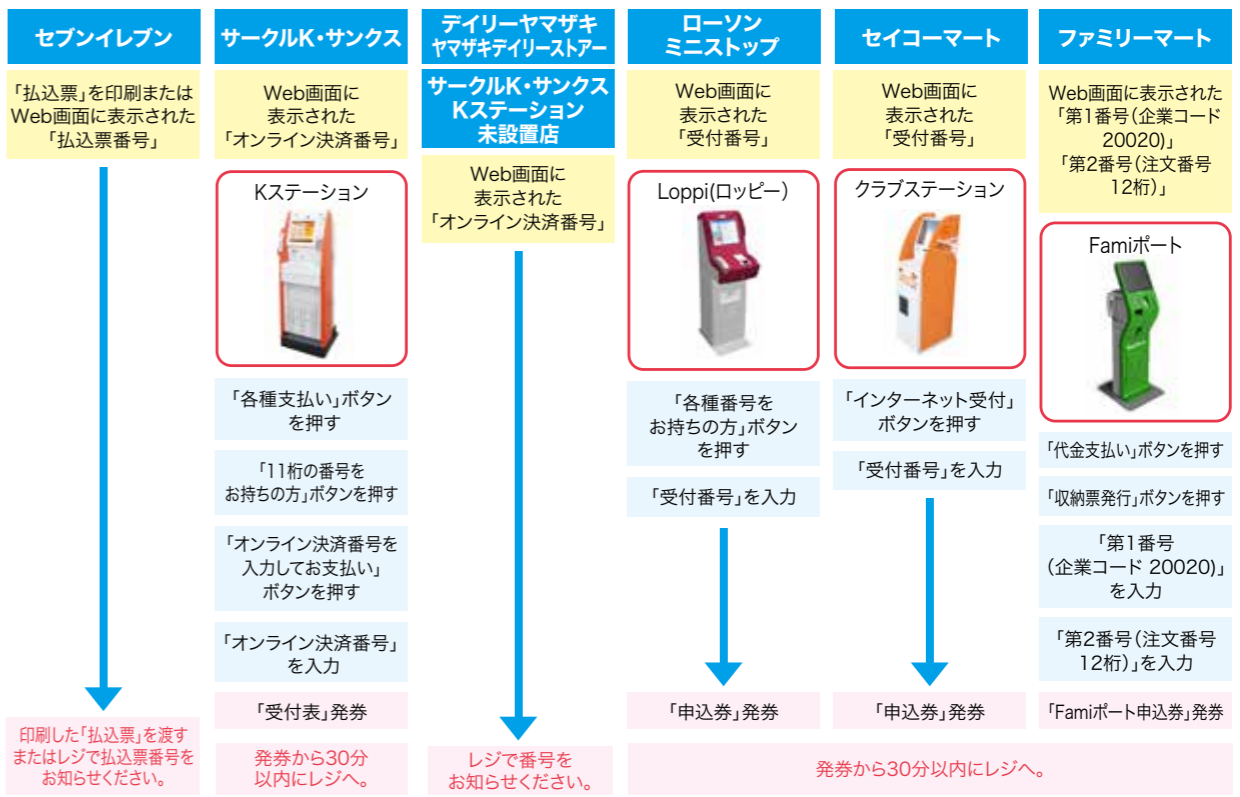 セブンイレブン
「払込票」を印刷または
Web画面に表示された
「払込票番号」
印刷した「払込票」を渡す
またはレジで払込票番号を
お知らせください。
サークルK・サンクス
Web画面に
表示された
「オンライン決済番号」
Kステーション
「各種支払い」ボタン
を押す
「11桁の番号を
お持ちの方」ボタンを押す
「オンライン決済番号を
入力してお支払い」
ボタンを押す
「オンライン決済番号」
を入力
「受付表」発券
発券から30分
以内にレジへ。
デイリーヤマザキ
ヤマザキデイリーストアー
サークルK・サンクス
Kステーション
未設置店
Web画面に
表示された
「オンライン決済番号」
レジで番号を
お知らせください。
ローソン
ミニストップ
Web画面に
表示された
「受付番号」
Loppi(ロッピー)
「各種番号を
お持ちの方」ボタン
を押す
「受付番号」を入力
「申込券」発券
セイコーマート
Web画面に
表示された
「受付番号」
クラブステーション
「インターネット受付」
ボタンを押す
「受付番号」を入力
「申込券」発券
ファミリーマート
Web画面に表示された
「第1番号(企業コード
20020)」
「第2番号(注文番号
12桁)」
Famiポート
「代金支払い」ボタンを押す
「収納票発行」ボタンを押す
「第1番号
(企業コード 20020)」
を入力
「第2番号(注文番号
12桁)」を入力
「Famiポート申込券」発券
発券から30分以内にレジへ。